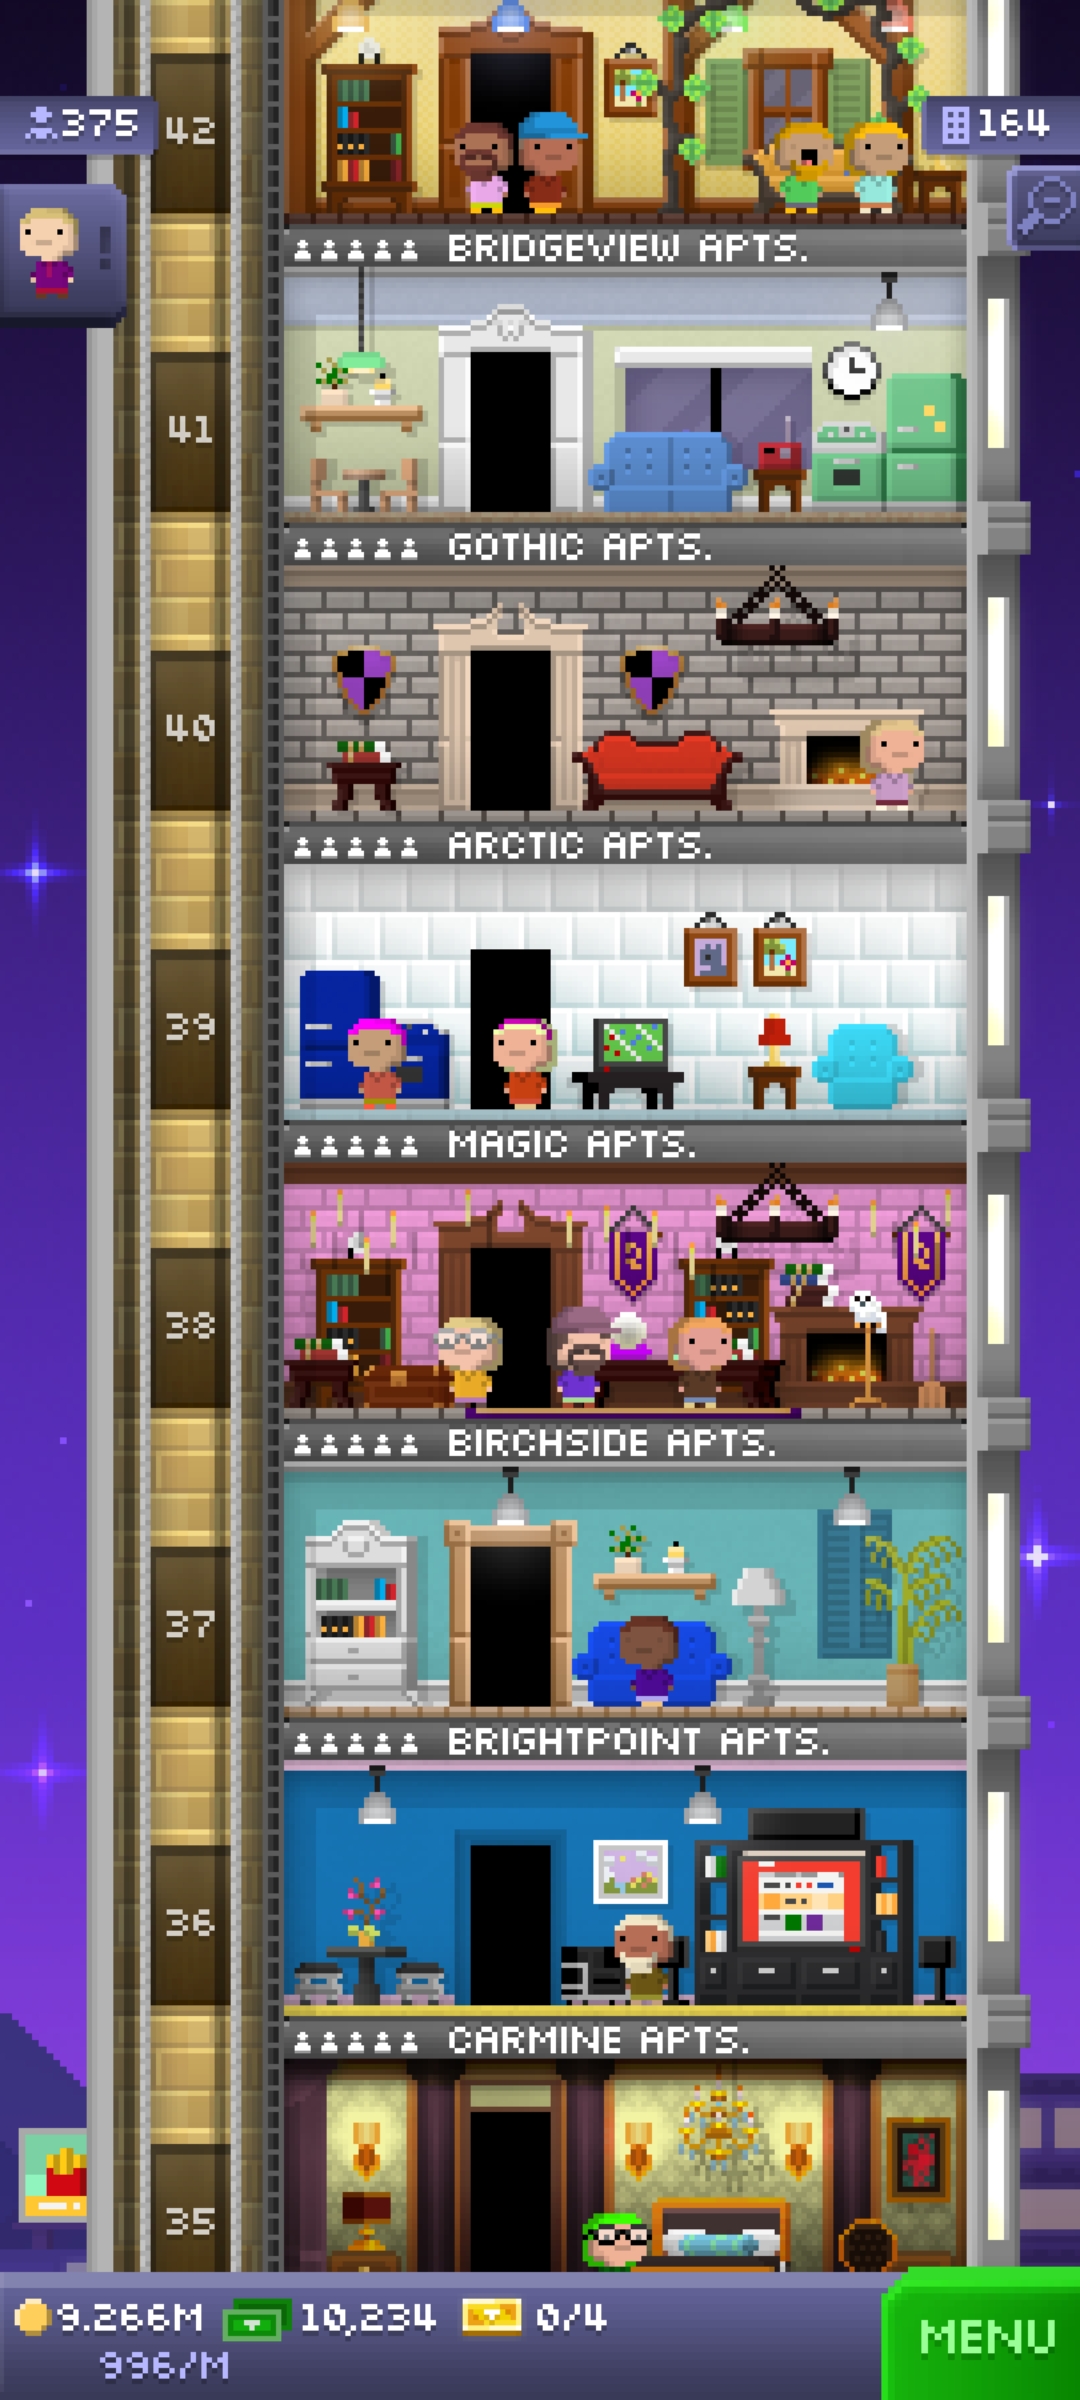 375
42
164
!
BRIDGEVIEW APTS.
41
GOTHIC APTS.
40
ARCTIC APTS.
39
MAGIC APTS.
38
BIRCHSIDE APTS.
37
BRIGHTPOINT APTS.
36
CARMINE APTS.
35
9.266M 10,234 0/4
996/M
MENU